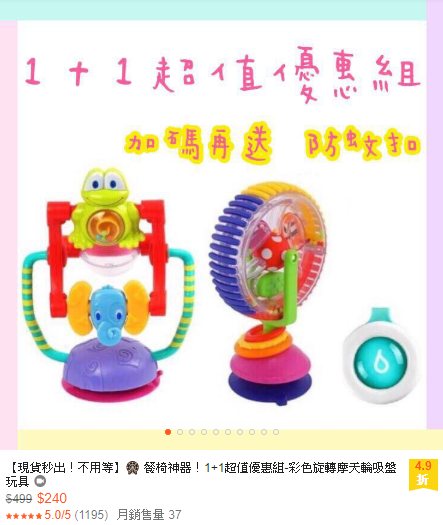 1+1超值優惠組
加碼再送 防蚊扣
【現貨秒出！不用等】🎡 餐椅神器！1+1超值優惠組-彩色旋轉摩天輪吸盤
玩具
4.9
折
$499 $240
★★★★★ 5.0/5 (1195) 月銷售量 37